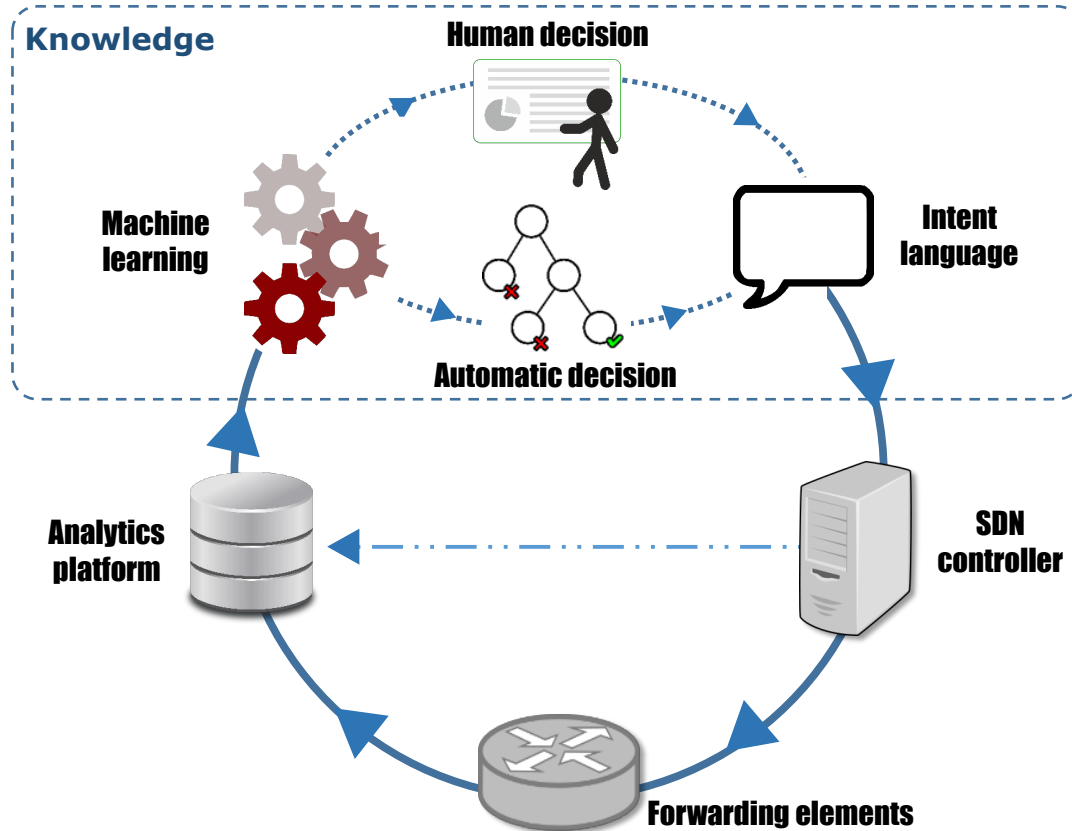 Knowledge
Human decision
Machine
learning
Intent
language
Automatic decision
Analytics
platform
SDN
controller
Forwarding elements